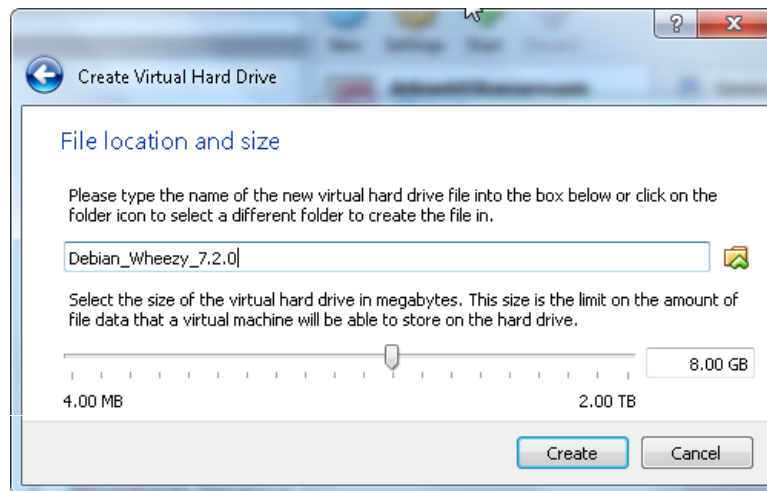 Create Virtual Hard Drive
File location and size
Please type the name of the new virtual hard drive file into the box below or click on the
folder icon to select a different folder to create the file in.
Debian_Wheezy_7.2.0
Select the size of the virtual hard drive in megabytes. This size is the limit on the amount of
file data that a virtual machine will be able to store on the hard drive.
8.00 GB
4.00 MB 2.00 TB
Create Cancel